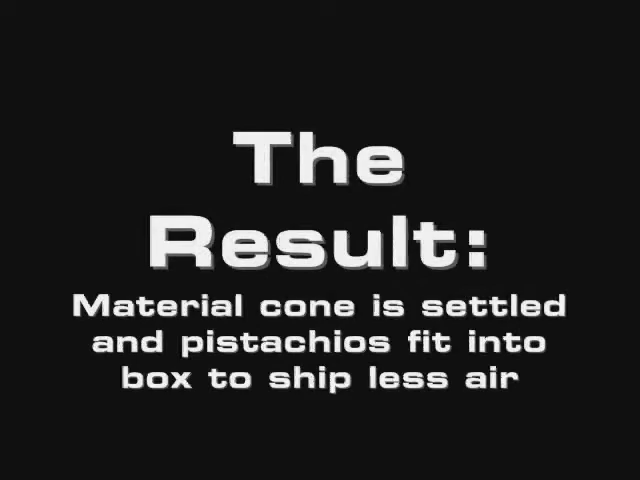 The
Result:
Material cone is settled
and pistachios fit into
box to ship less air